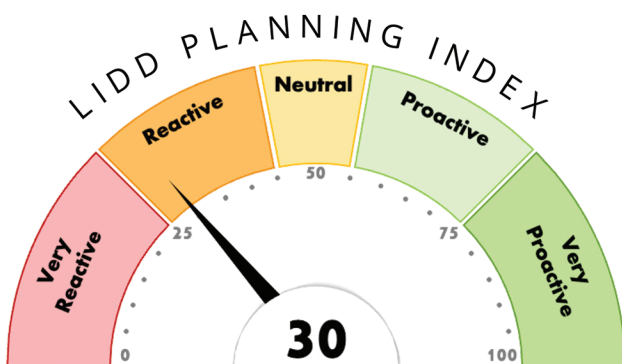 LIDD PLANNING INDEX
Very
Reactive
Reactive
Neutral
Proactive
Very
Proactive
0
25
50
75
100
30